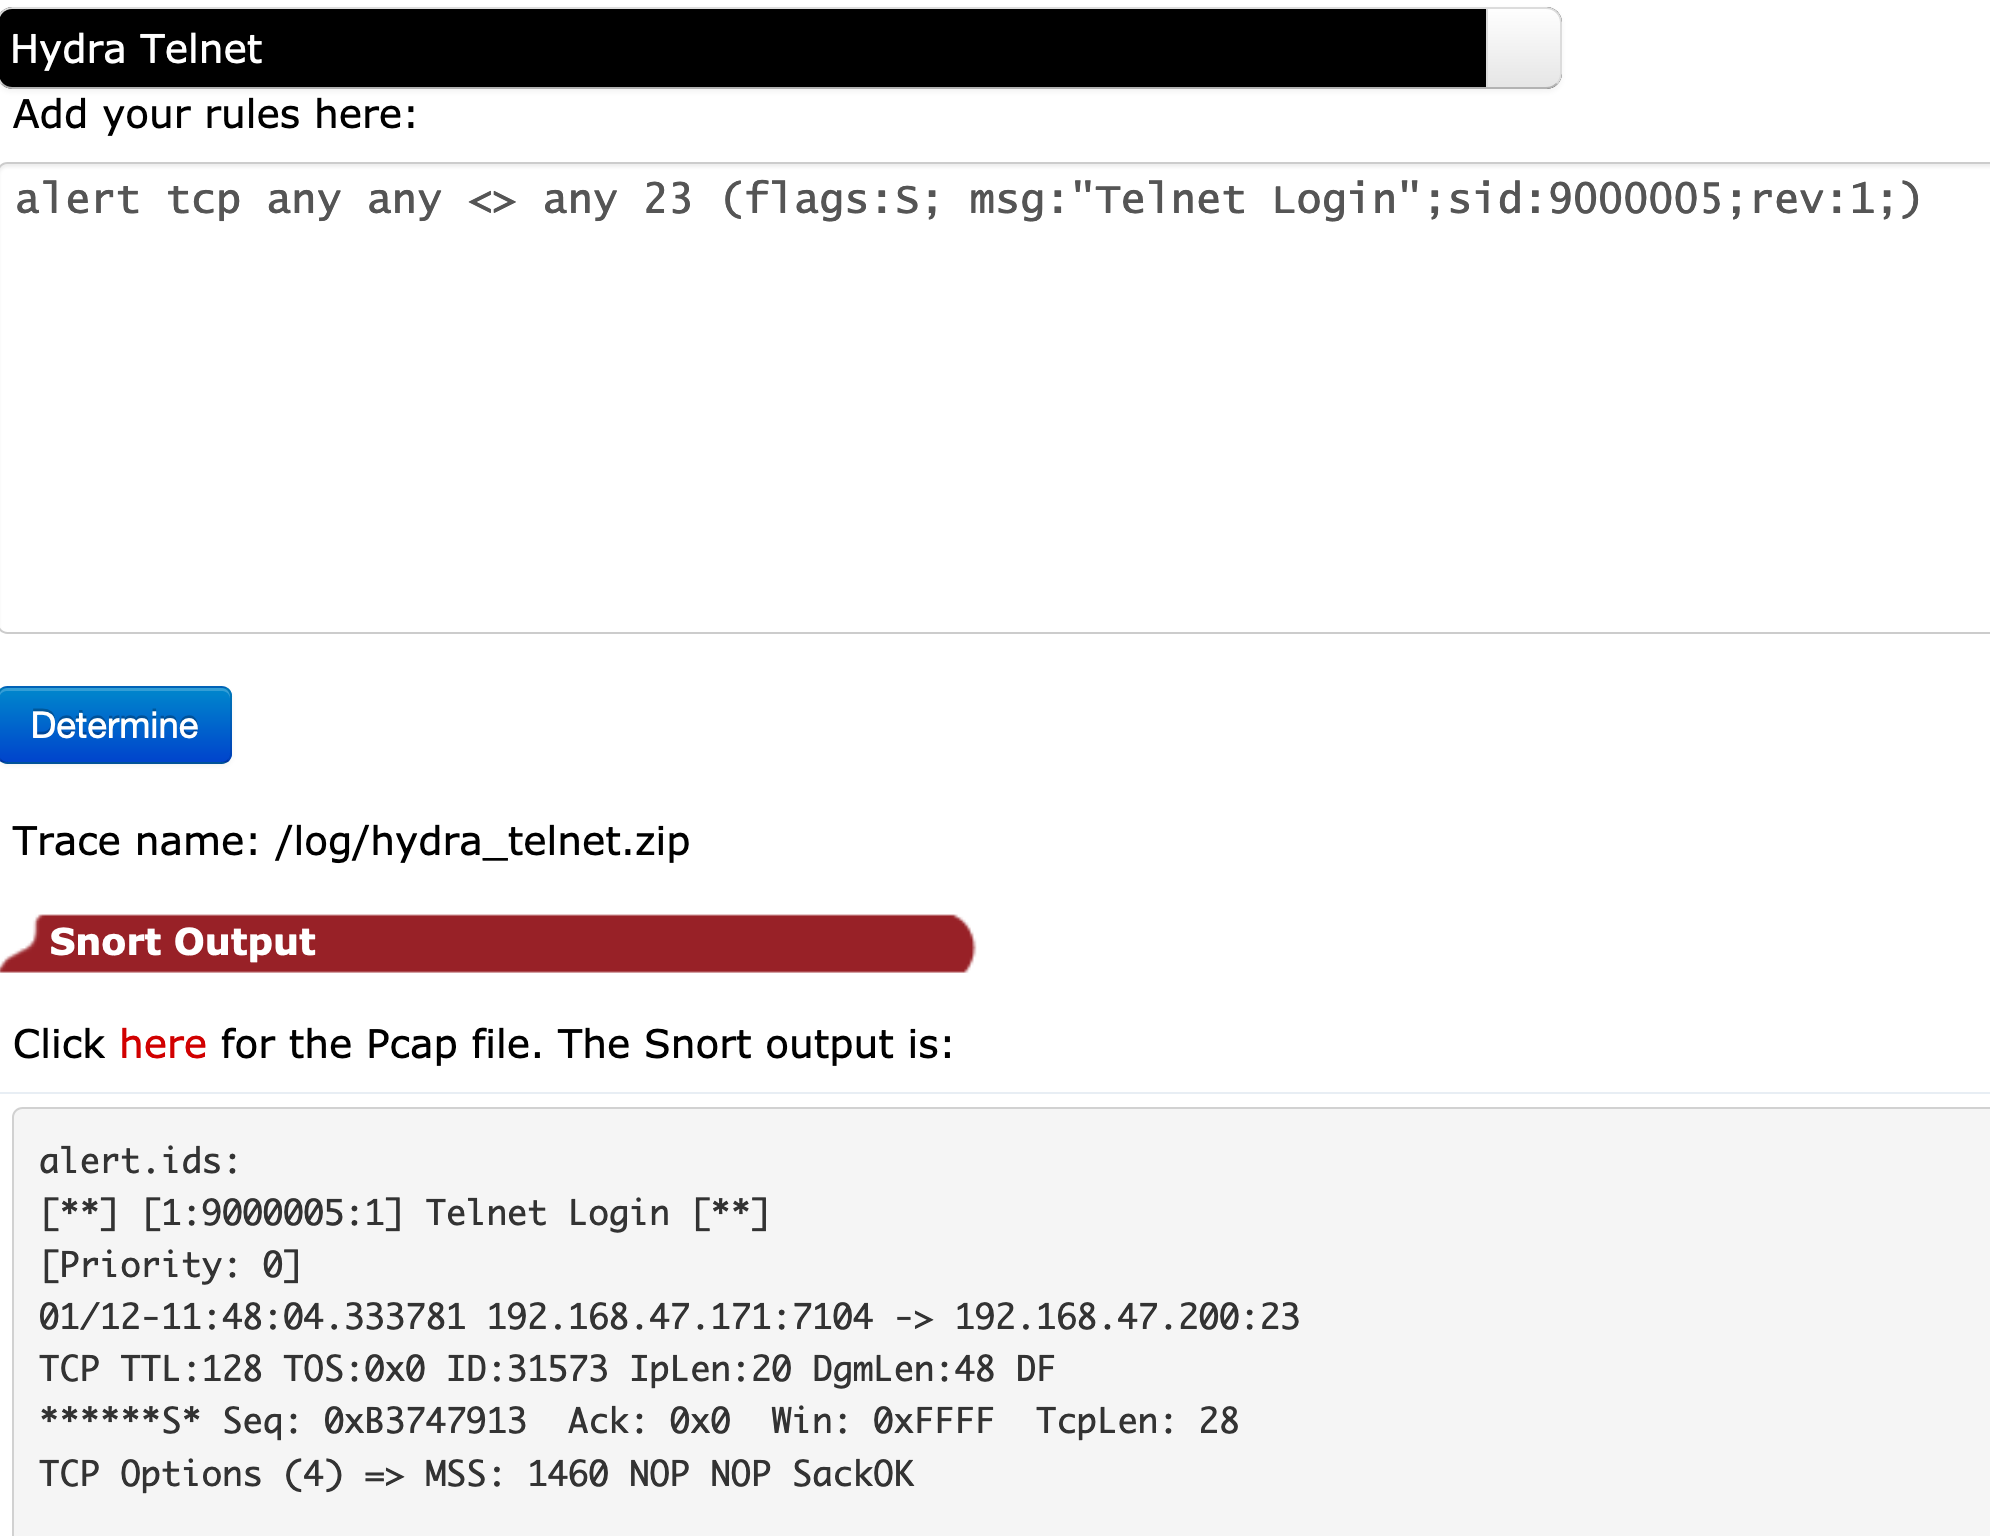 Hydra Telnet
Add your rules here:
alert tcp any any <> any 23 (flags:S; msg:"Telnet Login";sid:9000005;rev:1;)
Determine
Trace name: /log/hydra_telnet.zip
Snort Output
Click here for the Pcap file. The Snort output is:
alert.ids:
[**] [1:9000005:1] Telnet Login [**]
[Priority: 0]
01/12-11:48:04.333781 192.168.47.171:7104 -> 192.168.47.200:23
TCP TTL:128 TOS:0x0 ID:31573 IpLen:20 DgmLen:48 DF
******S* Seq: 0xB3747913  Ack: 0x0  Win: 0xFFFF  TcpLen: 28
TCP Options (4) => MSS: 1460 NOP NOP SackOK